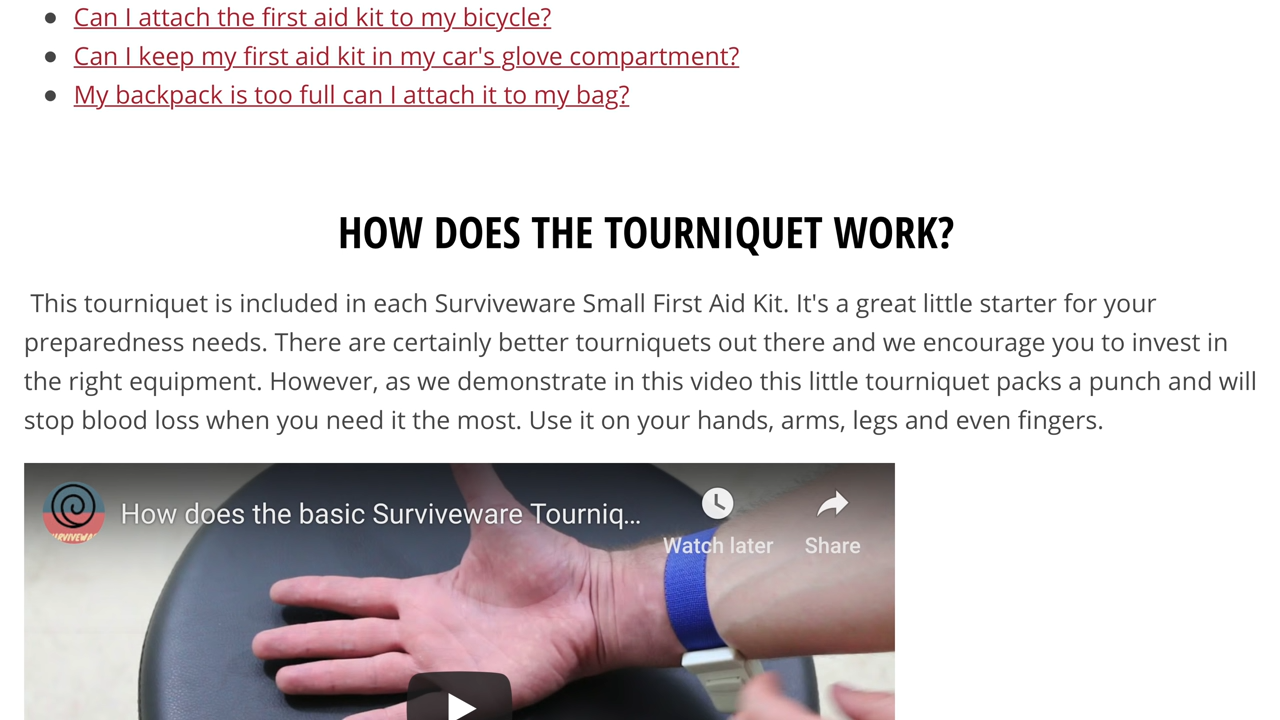 Can I attach the first aid kit to my bicycle?
Can I keep my first aid kit in my car's glove compartment?
My backpack is too full can I attach it to my bag?
HOW DOES THE TOURNIQUET WORK?
This tourniquet is included in each Surviveware Small First Aid Kit. It's a great little starter for your
preparedness needs. There are certainly better tourniquets out there and we encourage you to invest in
the right equipment. However, as we demonstrate in this video this little tourniquet packs a punch and will
stop blood loss when you need it the most. Use it on your hands, arms, legs and even fingers.
How does the basic Surviveware Tourniq...
Watch later
Share